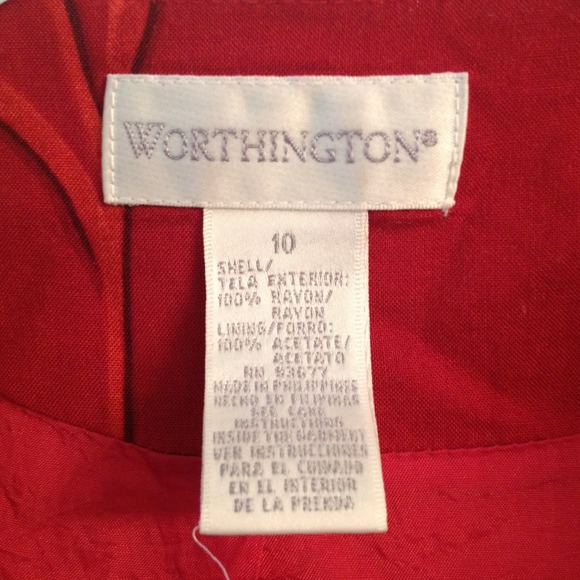 WORTHINGTON®
10
SHELL/
TELA EXTERIOR:
100% RAYON/
RAYON
LINING/FORRO:
100% ACETATE/
ACETATO
RN 93677
MADE IN PHILIPPINES
HECHO EN FILIPINAS
SEE CARE
INSTRUCTIONS
INSIDE THE GARMENT
VER INSTRUCCIONES
PARA EL CUIDADO
EN EL INTERIOR
DE LA PRENDA